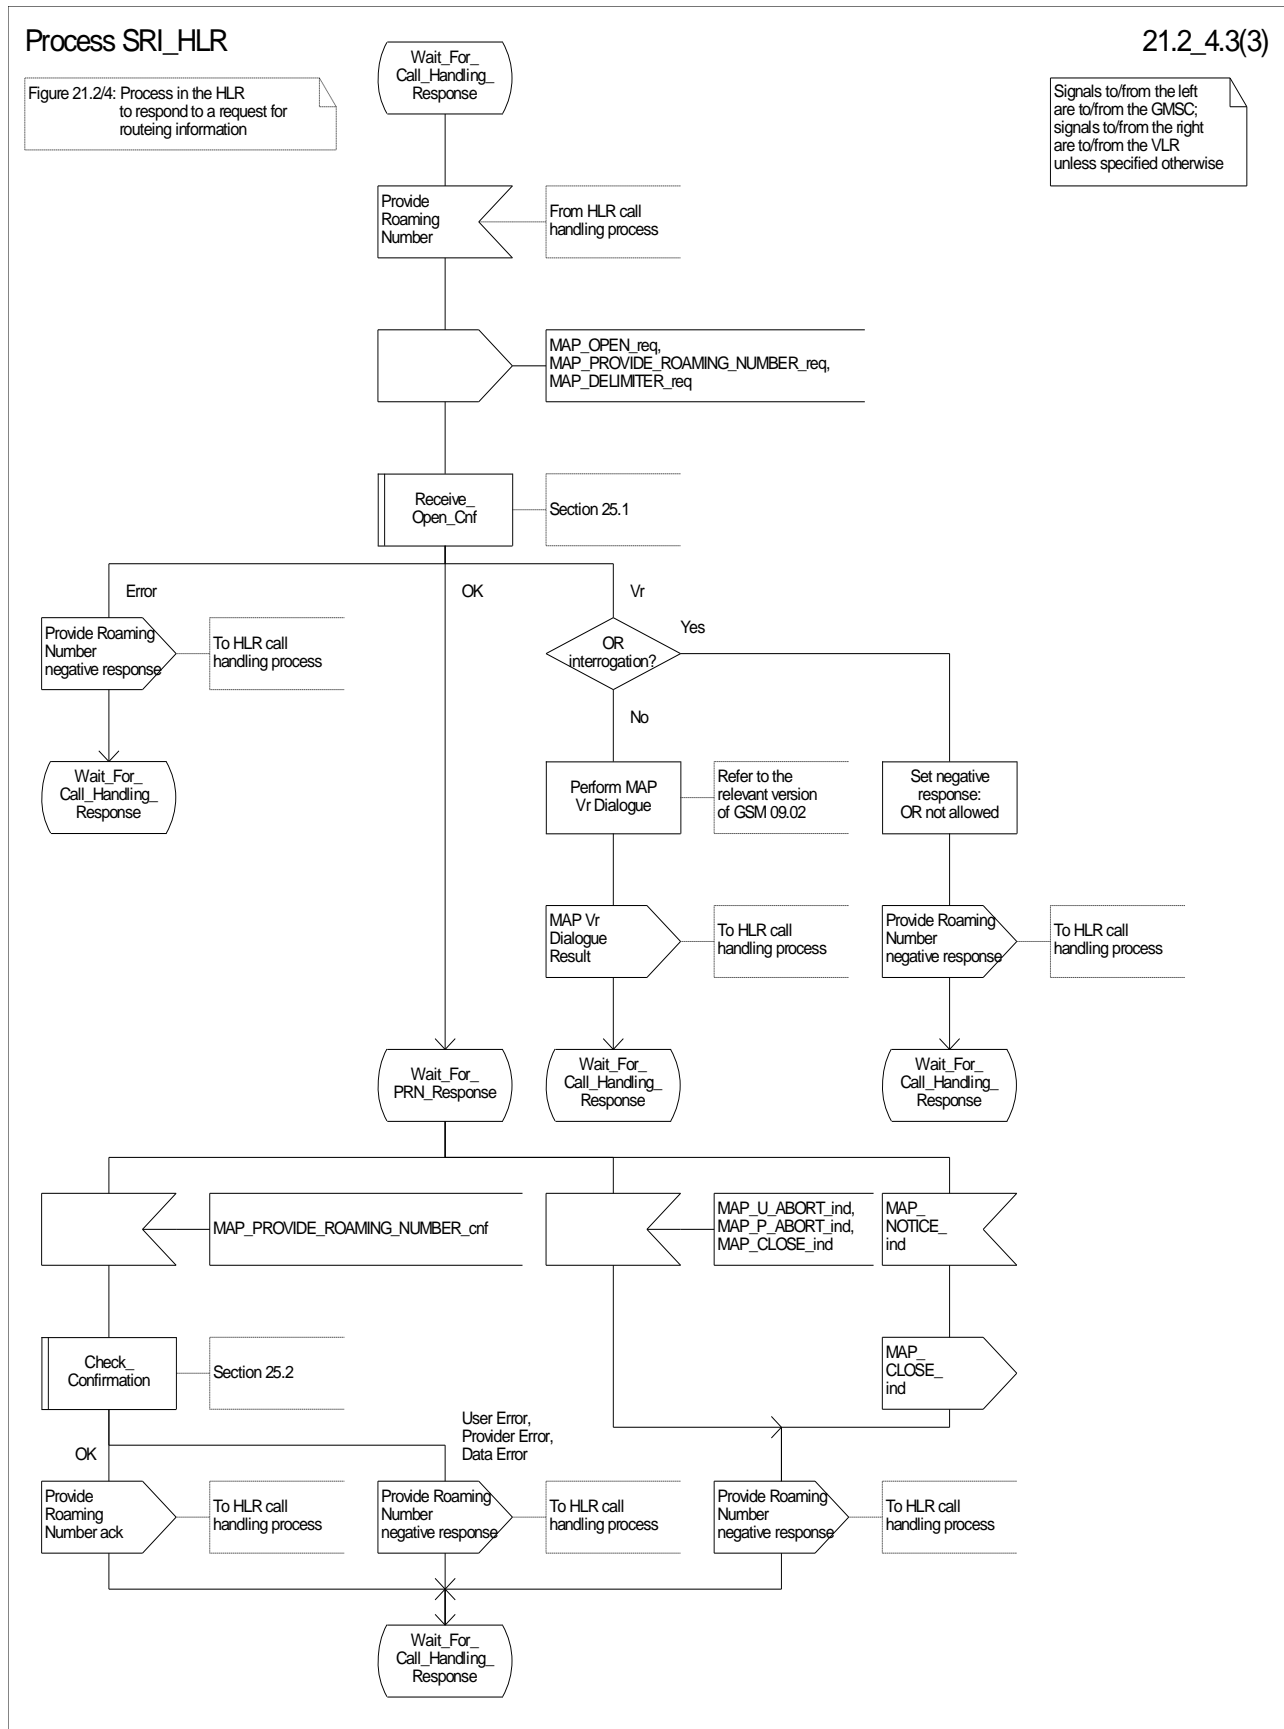 Process SRI_HLR
21.2_4.3(3)
Figure 21.2/4: Process in the HLR
to respond to a request for
routeing information
Signals to/from the left
are to/from the GMSC;
signals to/from the right
are to/from the VLR
unless specified otherwise
Wait_For_
Call_Handling_
Response
Provide
Roaming
Number
From HLR call
handling process
MAP_OPEN_req,
MAP_PROVIDE_ROAMING_NUMBER_req,
MAP_DELIMITER_req
Receive_
Open_Cnf
Section 25.1
Error
OK
Vr
Provide Roaming
Number
negative response
To HLR call
handling process
OR
interrogation?
Yes
No
Wait_For_
Call_Handling_
Response
Perform MAP
Vr Dialogue
Refer to the
relevant version
of GSM 09.02
Set negative
response:
OR not allowed
MAP Vr
Dialogue
Result
To HLR call
handling process
Provide Roaming
Number
negative response
To HLR call
handling process
Wait_For_
PRN_Response
Wait_For_
Call_Handling_
Response
Wait_For_
Call_Handling_
Response
MAP_PROVIDE_ROAMING_NUMBER_cnf
MAP_U_ABORT_ind,
MAP_P_ABORT_ind,
MAP_CLOSE_ind
MAP_
NOTICE_
ind
Check_
Confirmation
Section 25.2
MAP_
CLOSE_
ind
OK
User Error,
Provider Error,
Data Error
Provide
Roaming
Number ack
To HLR call
handling process
Provide Roaming
Number
negative response
To HLR call
handling process
Provide Roaming
Number
negative response
To HLR call
handling process
Wait_For_
Call_Handling_
Response